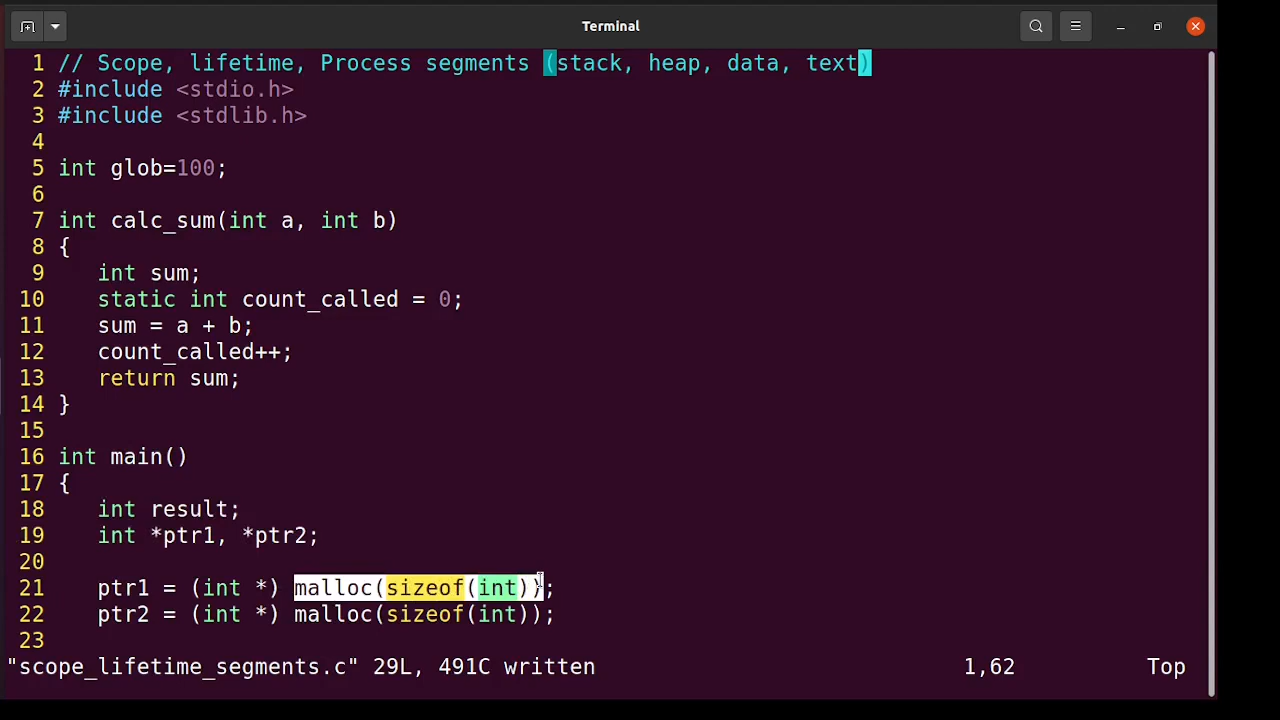 Terminal
1 // Scope, lifetime, Process segments (stack, heap, data, text)
2 #include <stdio.h>
3 #include <stdlib.h>
4
5 int glob=100;
6
7 int calc_sum(int a, int b)
8 {
9    int sum;
10    static int count_called = 0;
11    sum = a + b;
12    count_called++;
13    return sum;
14 }
15
16 int main()
17 {
18    int result;
19    int *ptr1, *ptr2;
20
21    ptr1 = (int *) malloc(sizeof(int));
22    ptr2 = (int *) malloc(sizeof(int));
23
"scope_lifetime_segments.c" 29L, 491C written 1,62 Top